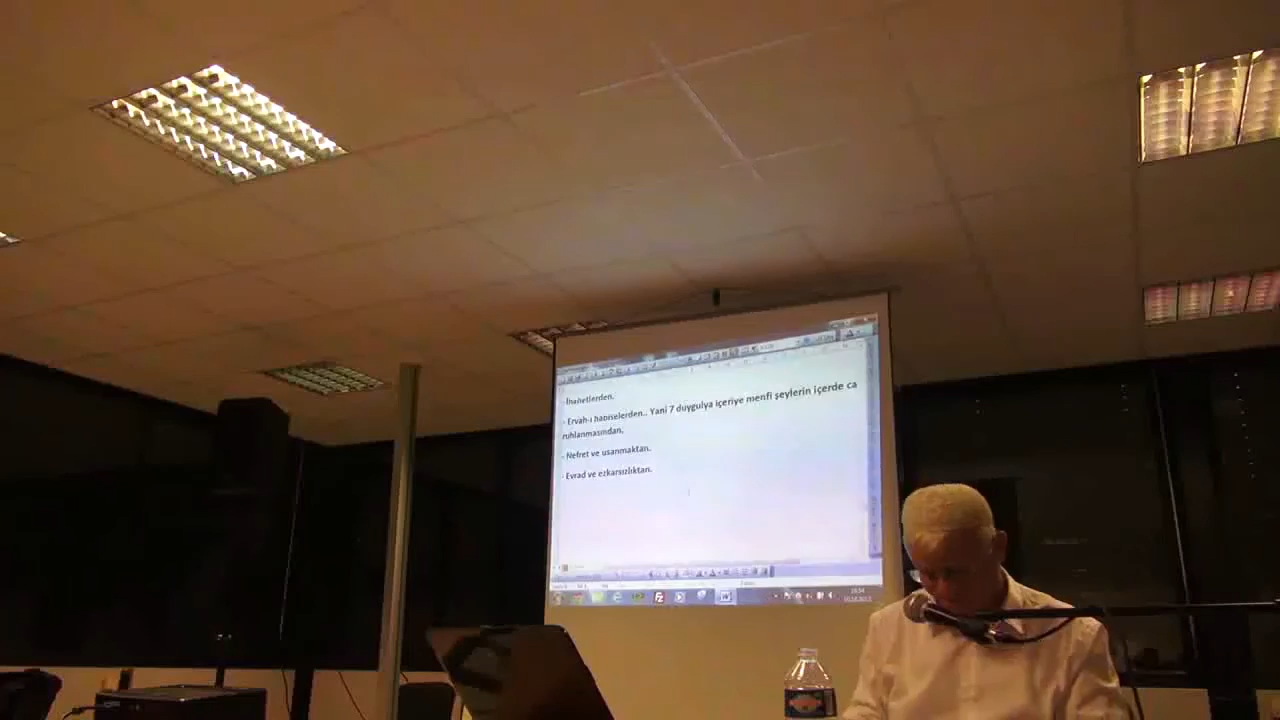 - İhanetlerden.
- Ervah-ı habiselerden.. Yani 7 duygulya içeriye menfi şeylerin içerde ca
ruhlanmasından.
- Nefret ve usanmaktan.
- Evrad ve ezkarsızlıktan.